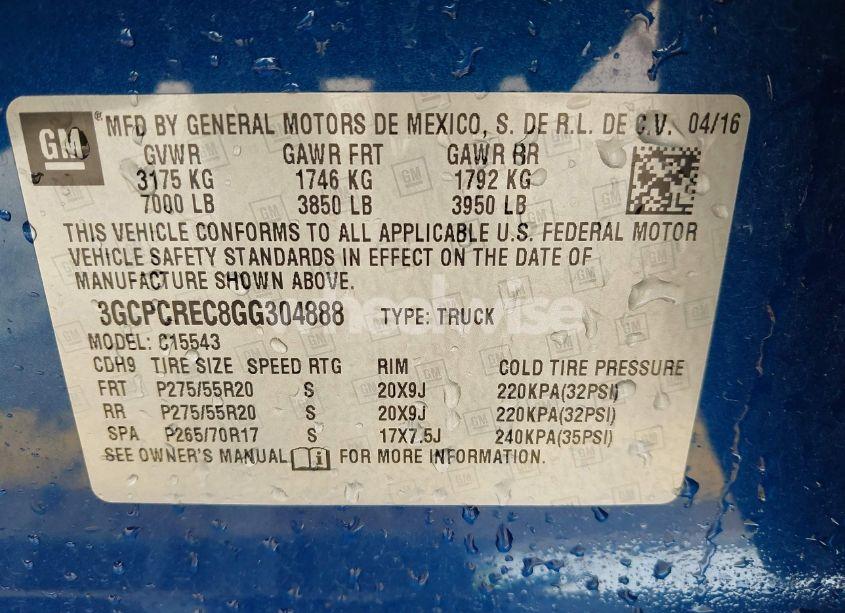 GM ® MFD BY GENERAL MOTORS DE MEXICO, S. DE R.L. DE C.V. 04/16
GVWR GAWR FRT GAWR RR
3175 KG 1746 KG 1792 KG
7000 LB 3850 LB 3950 LB
THIS VEHICLE CONFORMS TO ALL APPLICABLE U.S. FEDERAL MOTOR
VEHICLE SAFETY STANDARDS IN EFFECT ON THE DATE OF
MANUFACTURE SHOWN ABOVE.
3GCPCREC8GG304888 TYPE: TRUCK
MODEL: C15543
CDH9 TIRE SIZE SPEED RTG RIM COLD TIRE PRESSURE
FRT P275/55R20 S 20X9J 220KPA(32PSI)
RR P275/55R20 S 20X9J 220KPA(32PSI)
SPA P265/70R17 S 17X7.5J 240KPA(35PSI)
SEE OWNER'S MANUAL FOR MORE INFORMATION.